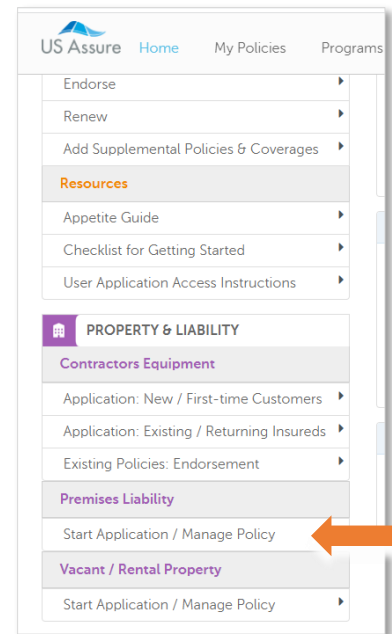 US Assure Home My Policies Programs
Endorse
Renew
Add Supplemental Policies & Coverages
Resources
Appetite Guide
Checklist for Getting Started
User Application Access Instructions
PROPERTY & LIABILITY
Contractors Equipment
Application: New / First-time Customers
Application: Existing / Returning Insureds
Existing Policies: Endorsement
Premises Liability
Start Application / Manage Policy
Vacant / Rental Property
Start Application / Manage Policy